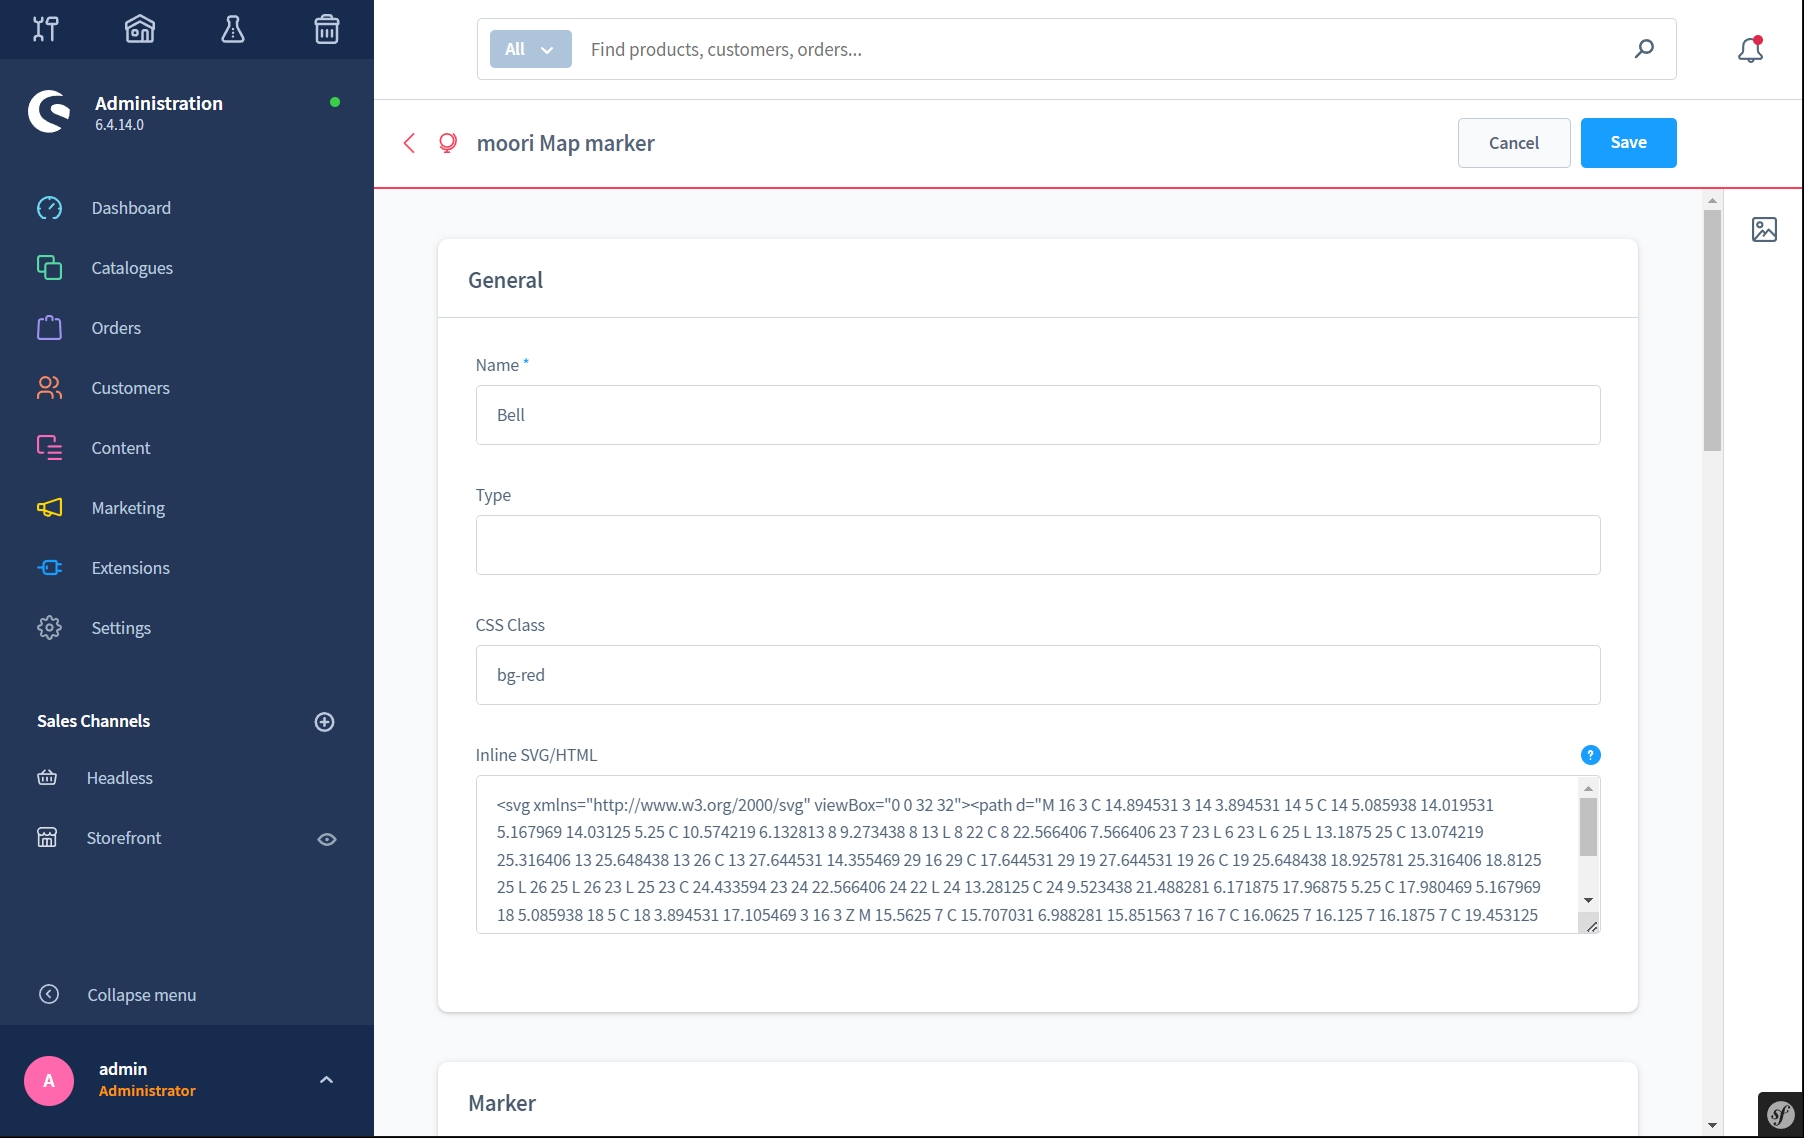 All
Find products, customers, orders...
Administration
6.4.14.0
moori Map marker
Cancel
Save
Dashboard
Catalogues
Orders
Customers
Content
Marketing
Extensions
Settings
Sales Channels
Headless
Storefront
Collapse menu
A
admin
Administrator
General
Name *
Bell
Type
CSS Class
bg-red
Inline SVG/HTML
?
<svg xmlns="http://www.w3.org/2000/svg" viewBox="0 0 32 32"><path d="M 16 3 C 14.894531 3 14 3.894531 14 5 C 14 5.085938 14.019531
5.167969 14.03125 5.25 C 10.574219 6.132813 8 9.273438 8 13 L 8 22 C 8 22.566406 7.566406 23 7 23 L 6 23 L 6 25 L 13.1875 25 C 13.074219
25.316406 13 25.648438 13 26 C 13 27.644531 14.355469 29 16 29 C 17.644531 29 19 27.644531 19 26 C 19 25.648438 18.925781 25.316406 18.8125
25 L 26 25 L 26 23 L 25 23 C 24.433594 23 24 22.566406 24 22 L 24 13.28125 C 24 9.523438 21.488281 6.171875 17.96875 5.25 C 17.980469 5.167969
18 5.085938 18 5 C 18 3.894531 17.105469 3 16 3 Z M 15.5625 7 C 15.707031 6.988281 15.851563 7 16 7 C 16.0625 7 16.125 7 16.1875 7 C 19.453125
Marker
sf